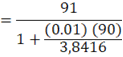 = 91
1 + (0.01) (90)
3,8416